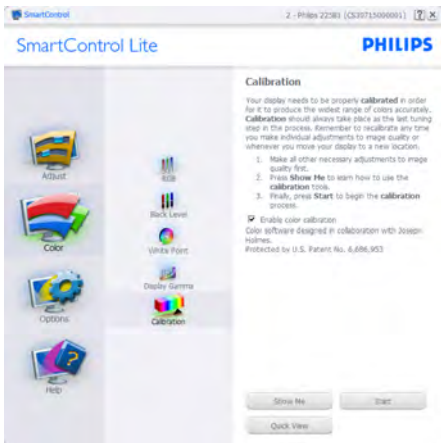 SmartControl
2 - Philips 225B1 (CS30715000001)
SmartControl Lite
PHILIPS
Adjust
Color
Options
Help
RGB
Black Level
White Point
Display Gamma
Calibration
Calibration
Your display needs to be properly calibrated in order
for it to produce the widest range of colors accurately.
Calibration should always take place as the last tuning
step in the process. Remember to recalibrate any time
you make individual adjustments to image quality or
whenever you move your display to a new location.
1. Make all other necessary adjustments to image
quality first.
2. Press Show Me to learn how to use the
calibration tools.
3. Finally, press Start to begin the calibration
process.
Enable color calibration
Color software designed in collaboration with Joseph
Holmes.
Protected by U.S. Patent No. 6,686,953
Show Me
Start
Quick View